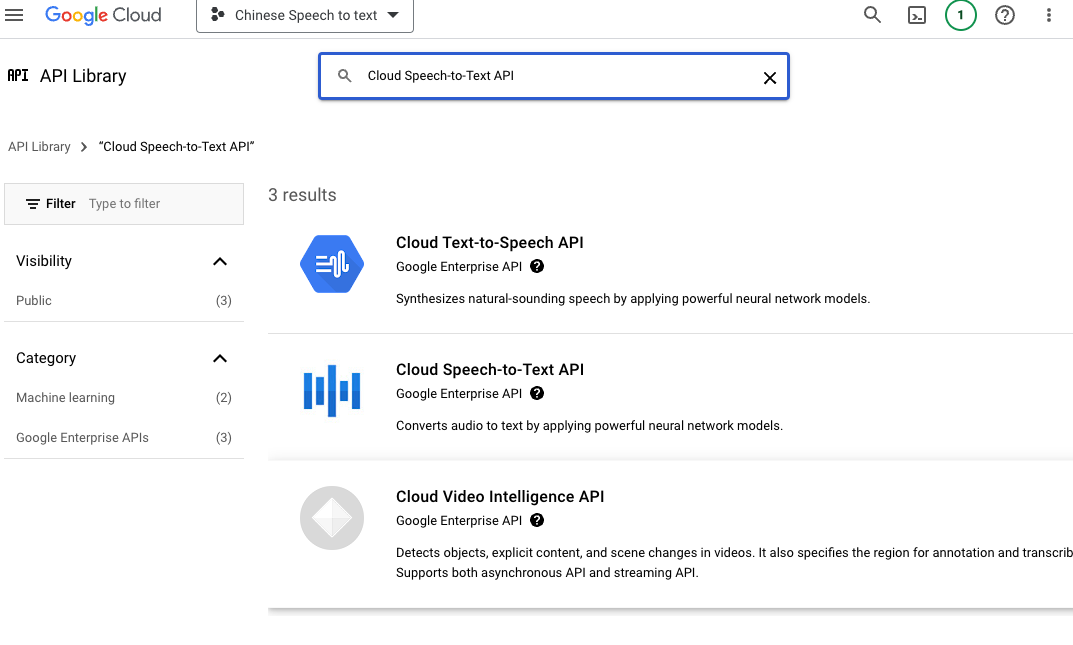 Google Cloud
Chinese Speech to text
1
API API Library
Cloud Speech-to-Text API
API Library
“Cloud Speech-to-Text API”
Filter Type to filter
3 results
Visibility
Public (3)
Category
Machine learning (2)
Google Enterprise APIs (3)
Cloud Text-to-Speech API
Google Enterprise API
Synthesizes natural-sounding speech by applying powerful neural network models.
Cloud Speech-to-Text API
Google Enterprise API
Converts audio to text by applying powerful neural network models.
Cloud Video Intelligence API
Google Enterprise API
Detects objects, explicit content, and scene changes in videos. It also specifies the region for annotation and transcrib
Supports both asynchronous API and streaming API.